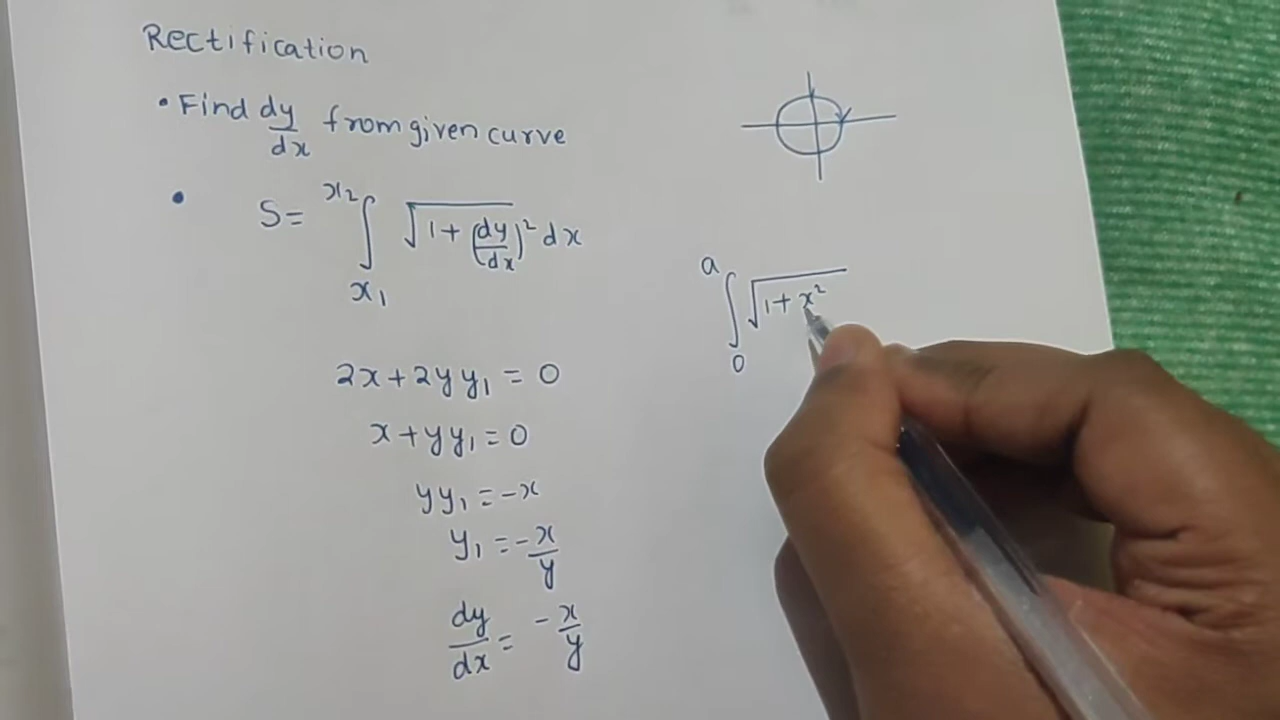 Rectification
• Find dy/dx from given curve
• S = ∫_{x₁}^{x₂} √(1 + (dy/dx)²) dx
∫_{0}^{a} √(1 + x²
2x + 2yy₁ = 0
x + yy₁ = 0
yy₁ = -x
y₁ = -x/y
dy/dx = -x/y